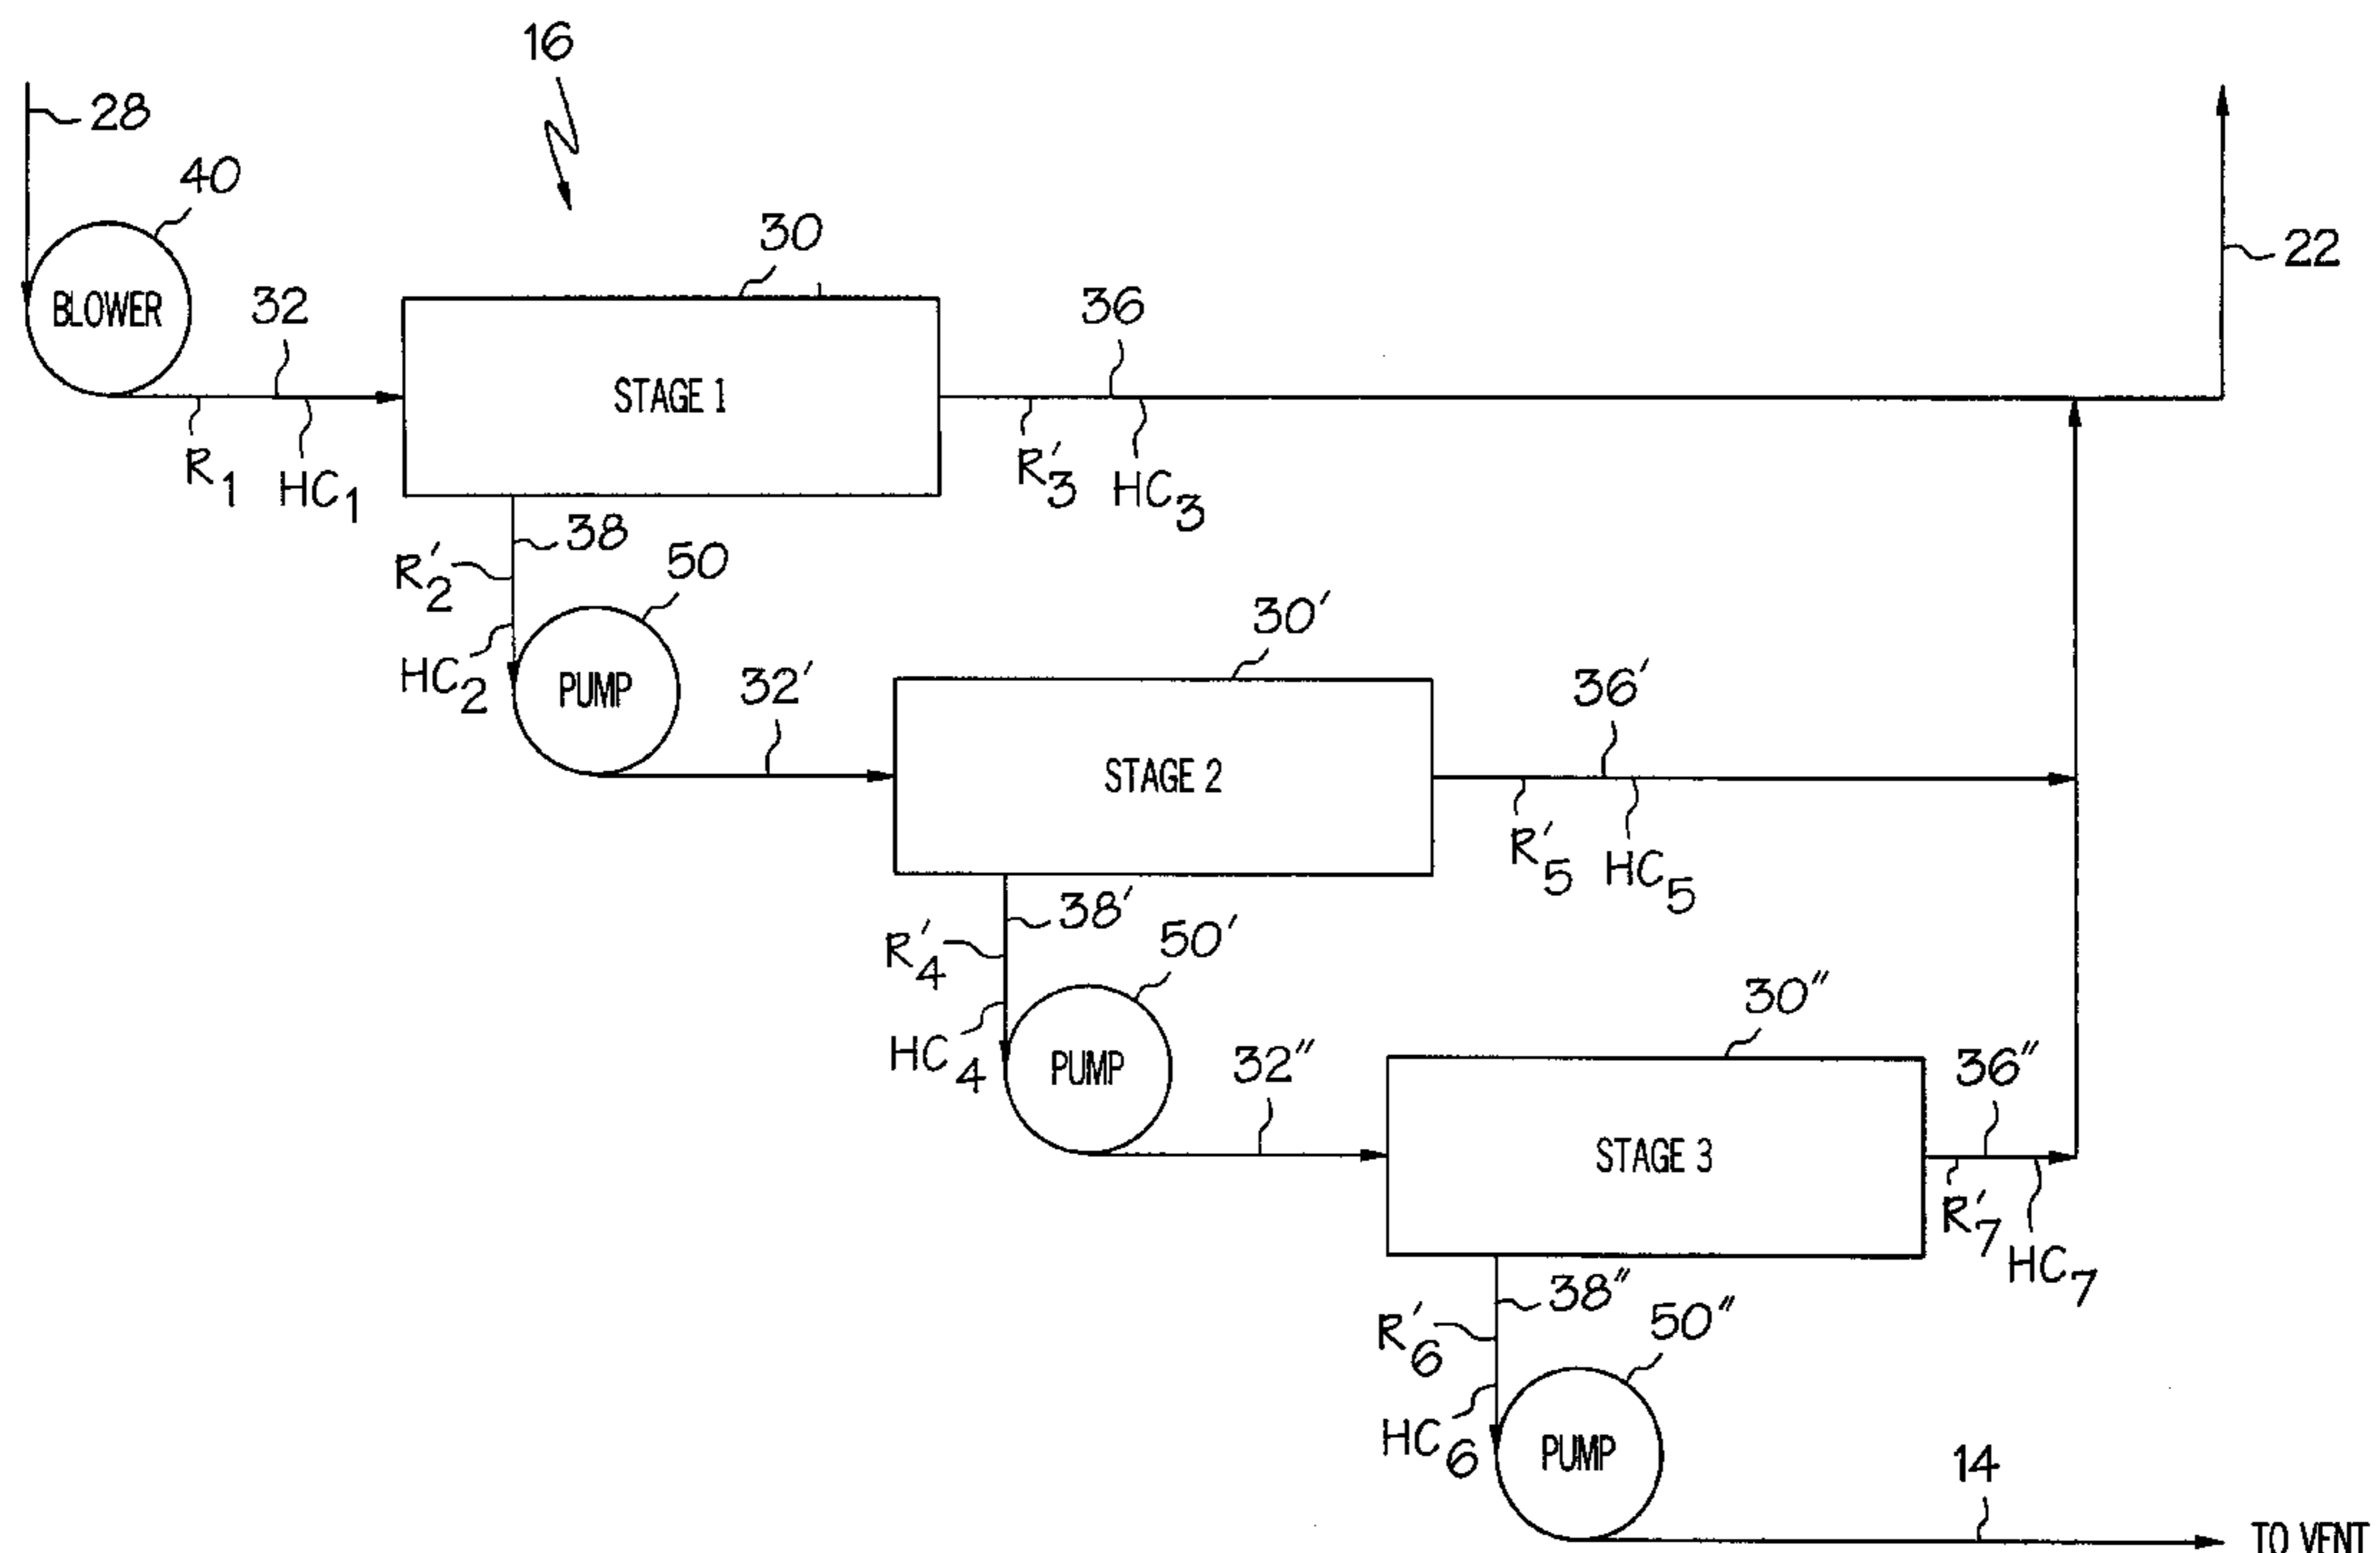 16
28
40
30
22
BLOWER
32
36
STAGE 1
R1
HC1
R'3
HC3
38
R'2
50
30'
HC2
PUMP
32'
36'
STAGE 2
R'5
HC5
38'
R'4
50'
30"
HC4
PUMP
32"
36"
STAGE 3
R'7
HC7
38"
R'6
50"
HC6
PUMP
14
TO VENT